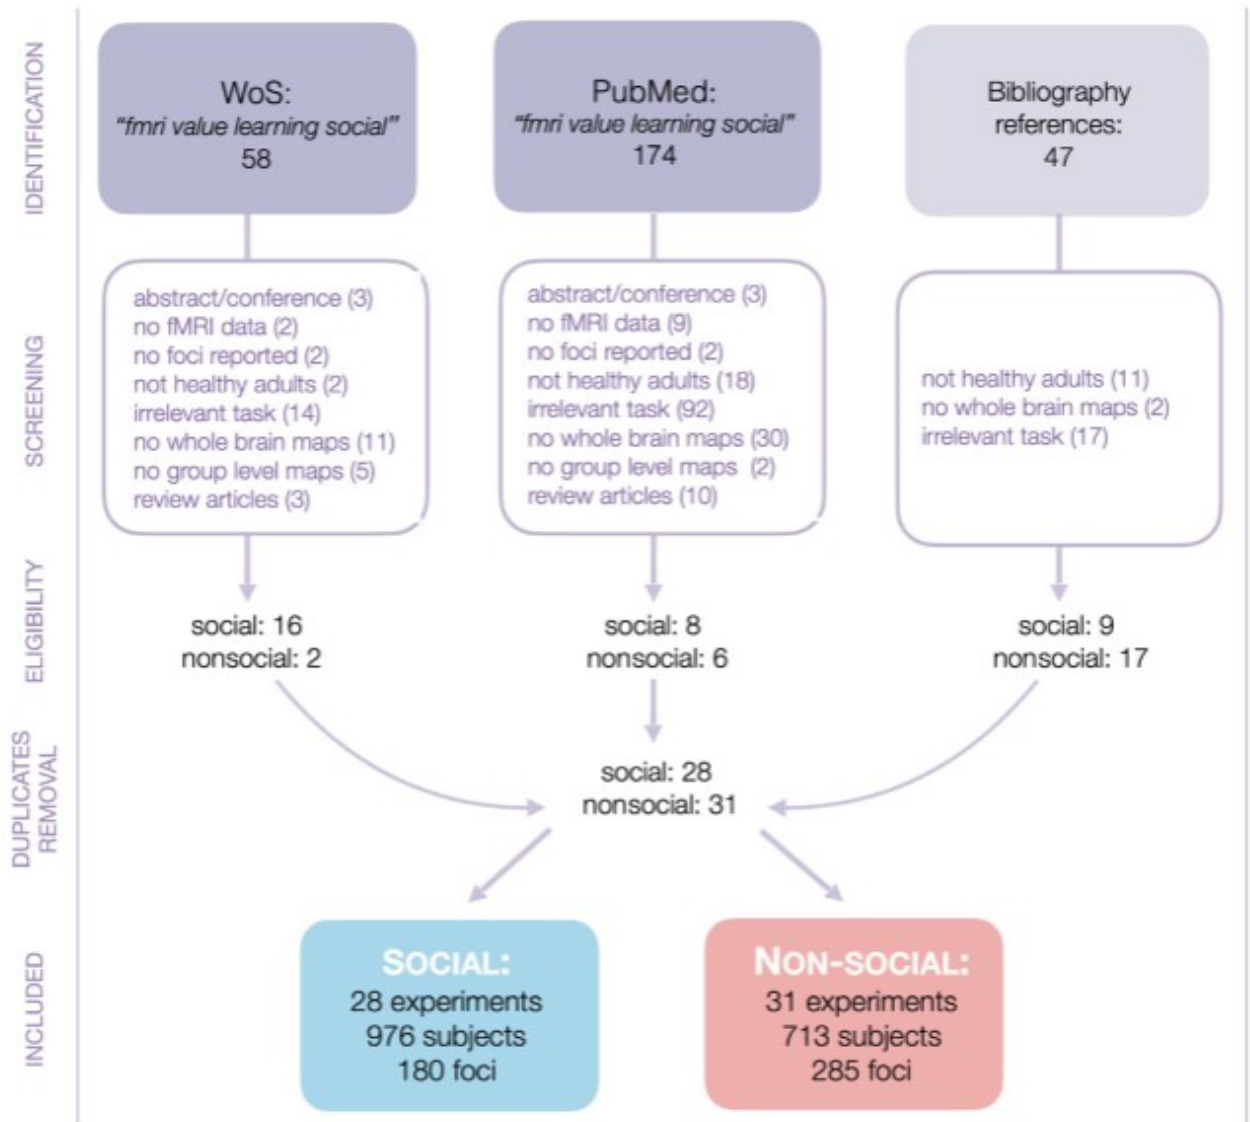 IDENTIFICATION
WoS:
“fmri value learning social”
58
PubMed:
“fmri value learning social”
174
Bibliography
references:
47
SCREENING
abstract/conference (3)
no fMRI data (2)
no foci reported (2)
not healthy adults (2)
irrelevant task (14)
no whole brain maps (11)
no group level maps (5)
review articles (3)
abstract/conference (3)
no fMRI data (9)
no foci reported (2)
not healthy adults (18)
irrelevant task (92)
no whole brain maps (30)
no group level maps (2)
review articles (10)
not healthy adults (11)
no whole brain maps (2)
irrelevant task (17)
ELIGIBILITY
social: 16
nonsocial: 2
social: 8
nonsocial: 6
social: 9
nonsocial: 17
DUPLICATES
REMOVAL
social: 28
nonsocial: 31
INCLUDED
SOCIAL:
28 experiments
976 subjects
180 foci
NON-SOCIAL:
31 experiments
713 subjects
285 foci